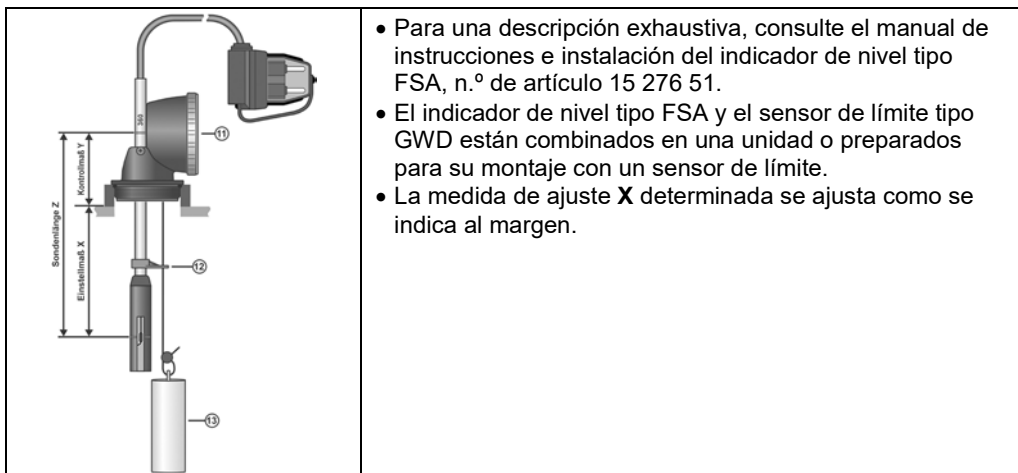 360
11
Kontrollmaß Y
Sondenlänge Z
Einstellmaß X
12
13
• Para una descripción exhaustiva, consulte el manual de
instrucciones e instalación del indicador de nivel tipo
FSA, n.º de artículo 15 276 51.
• El indicador de nivel tipo FSA y el sensor de límite tipo
GWD están combinados en una unidad o preparados
para su montaje con un sensor de límite.
• La medida de ajuste X determinada se ajusta como se
indica al margen.